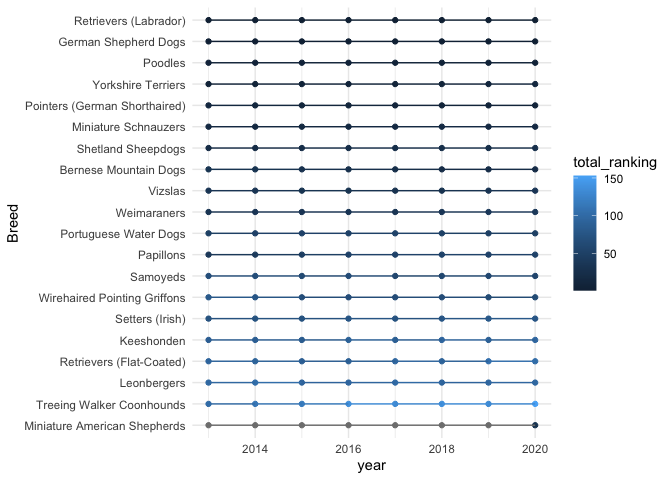 Retrievers (Labrador)
German Shepherd Dogs
Poodles
Yorkshire Terriers
Pointers (German Shorthaired)
Miniature Schnauzers
Shetland Sheepdogs
Bernese Mountain Dogs
Vizslas
Weimaraners
Portuguese Water Dogs
Papillons
Samoyeds
Wirehaired Pointing Griffons
Setters (Irish)
Keeshonden
Retrievers (Flat-Coated)
Leonbergers
Treeing Walker Coonhounds
Miniature American Shepherds
Breed
2014 2016 2018 2020
year
total_ranking
150
100
50